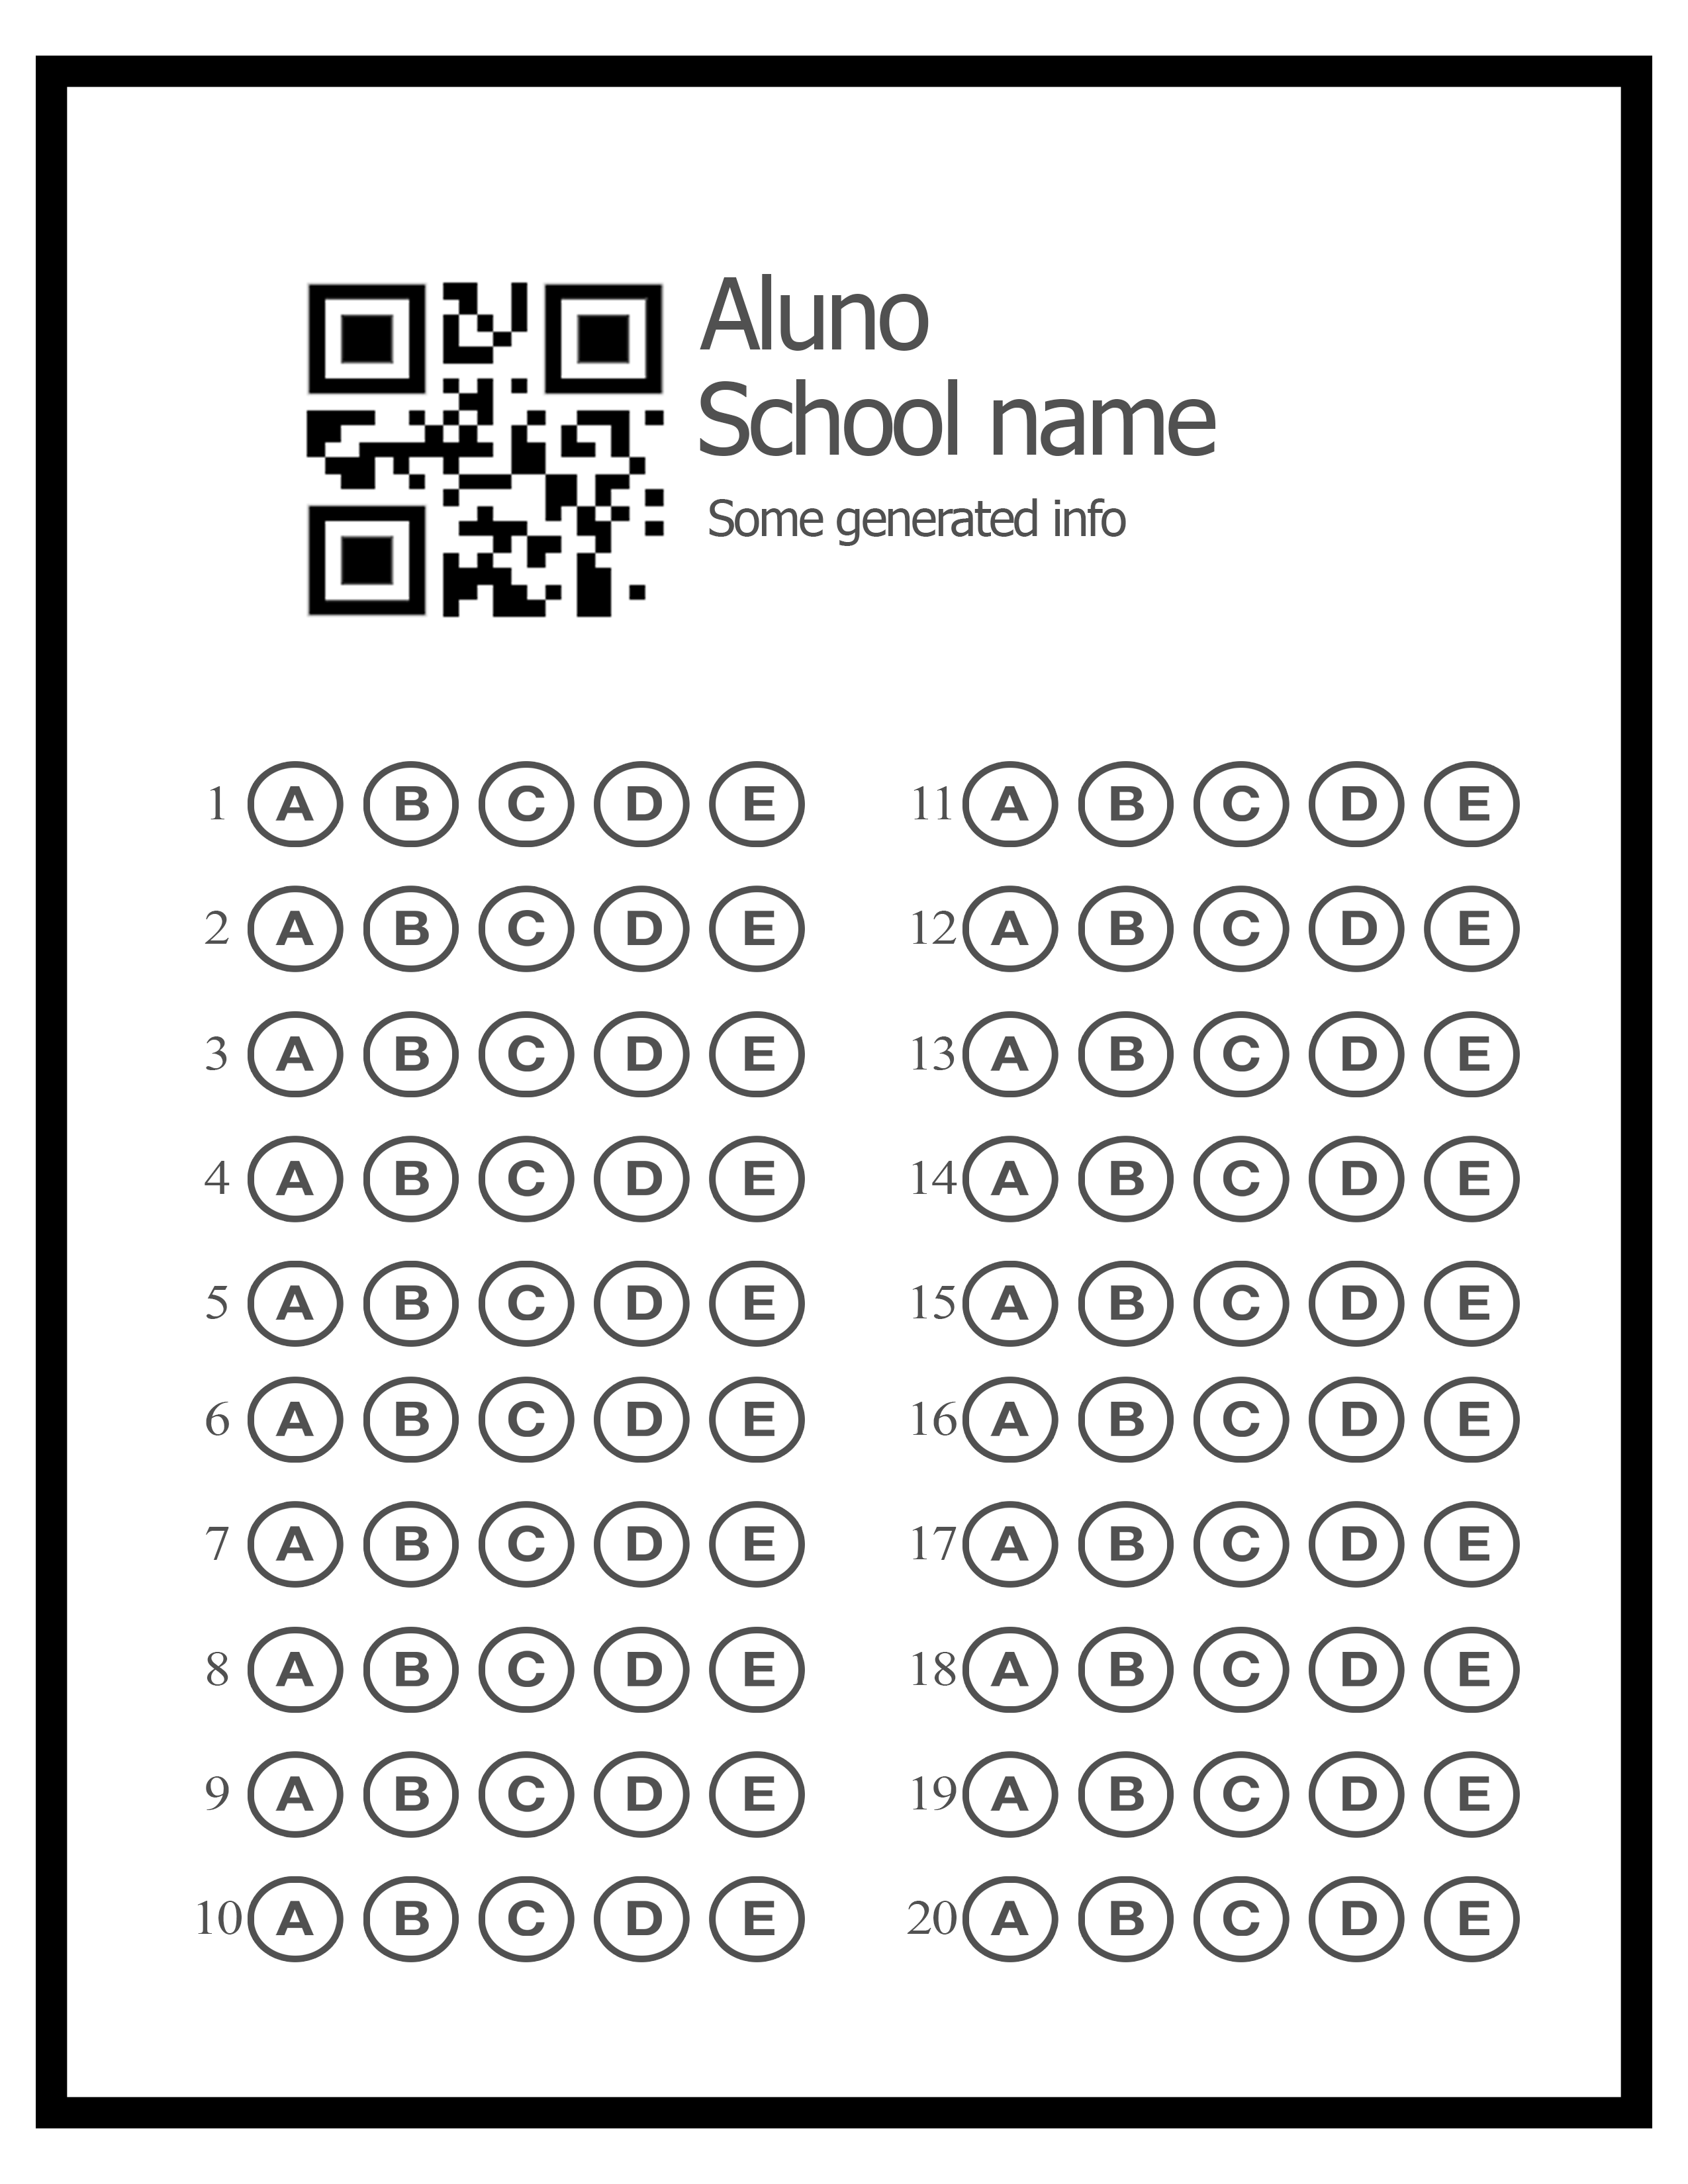 Aluno
School name
Some generated info
1 A B C D E
2 A B C D E
3 A B C D E
4 A B C D E
5 A B C D E
6 A B C D E
7 A B C D E
8 A B C D E
9 A B C D E
10 A B C D E
11 A B C D E
12 A B C D E
13 A B C D E
14 A B C D E
15 A B C D E
16 A B C D E
17 A B C D E
18 A B C D E
19 A B C D E
20 A B C D E